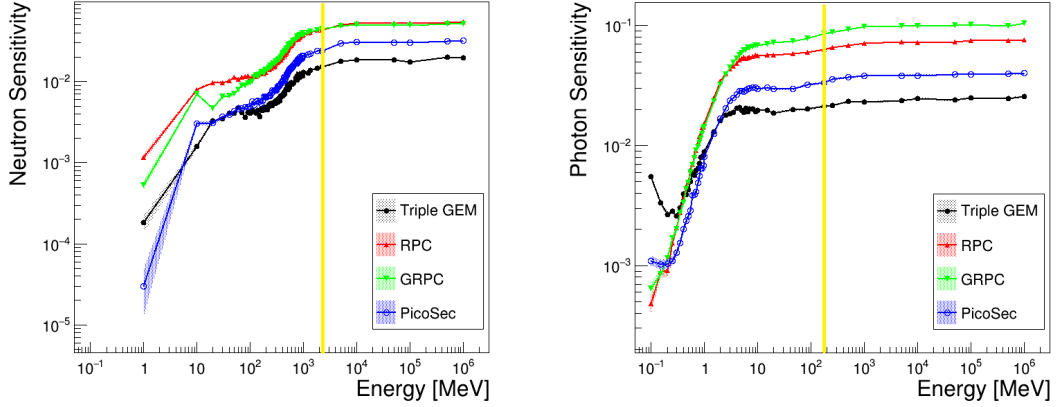 Neutron Sensitivity
10⁻²
10⁻³
10⁻⁴
10⁻⁵
Triple GEM
RPC
GRPC
PicoSec
10⁻¹ 1 10 10² 10³ 10⁴ 10⁵ 10⁶
Energy [MeV]
Photon Sensitivity
10⁻¹
10⁻²
10⁻³
Triple GEM
RPC
GRPC
PicoSec
10⁻¹ 1 10 10² 10³ 10⁴ 10⁵ 10⁶
Energy [MeV]